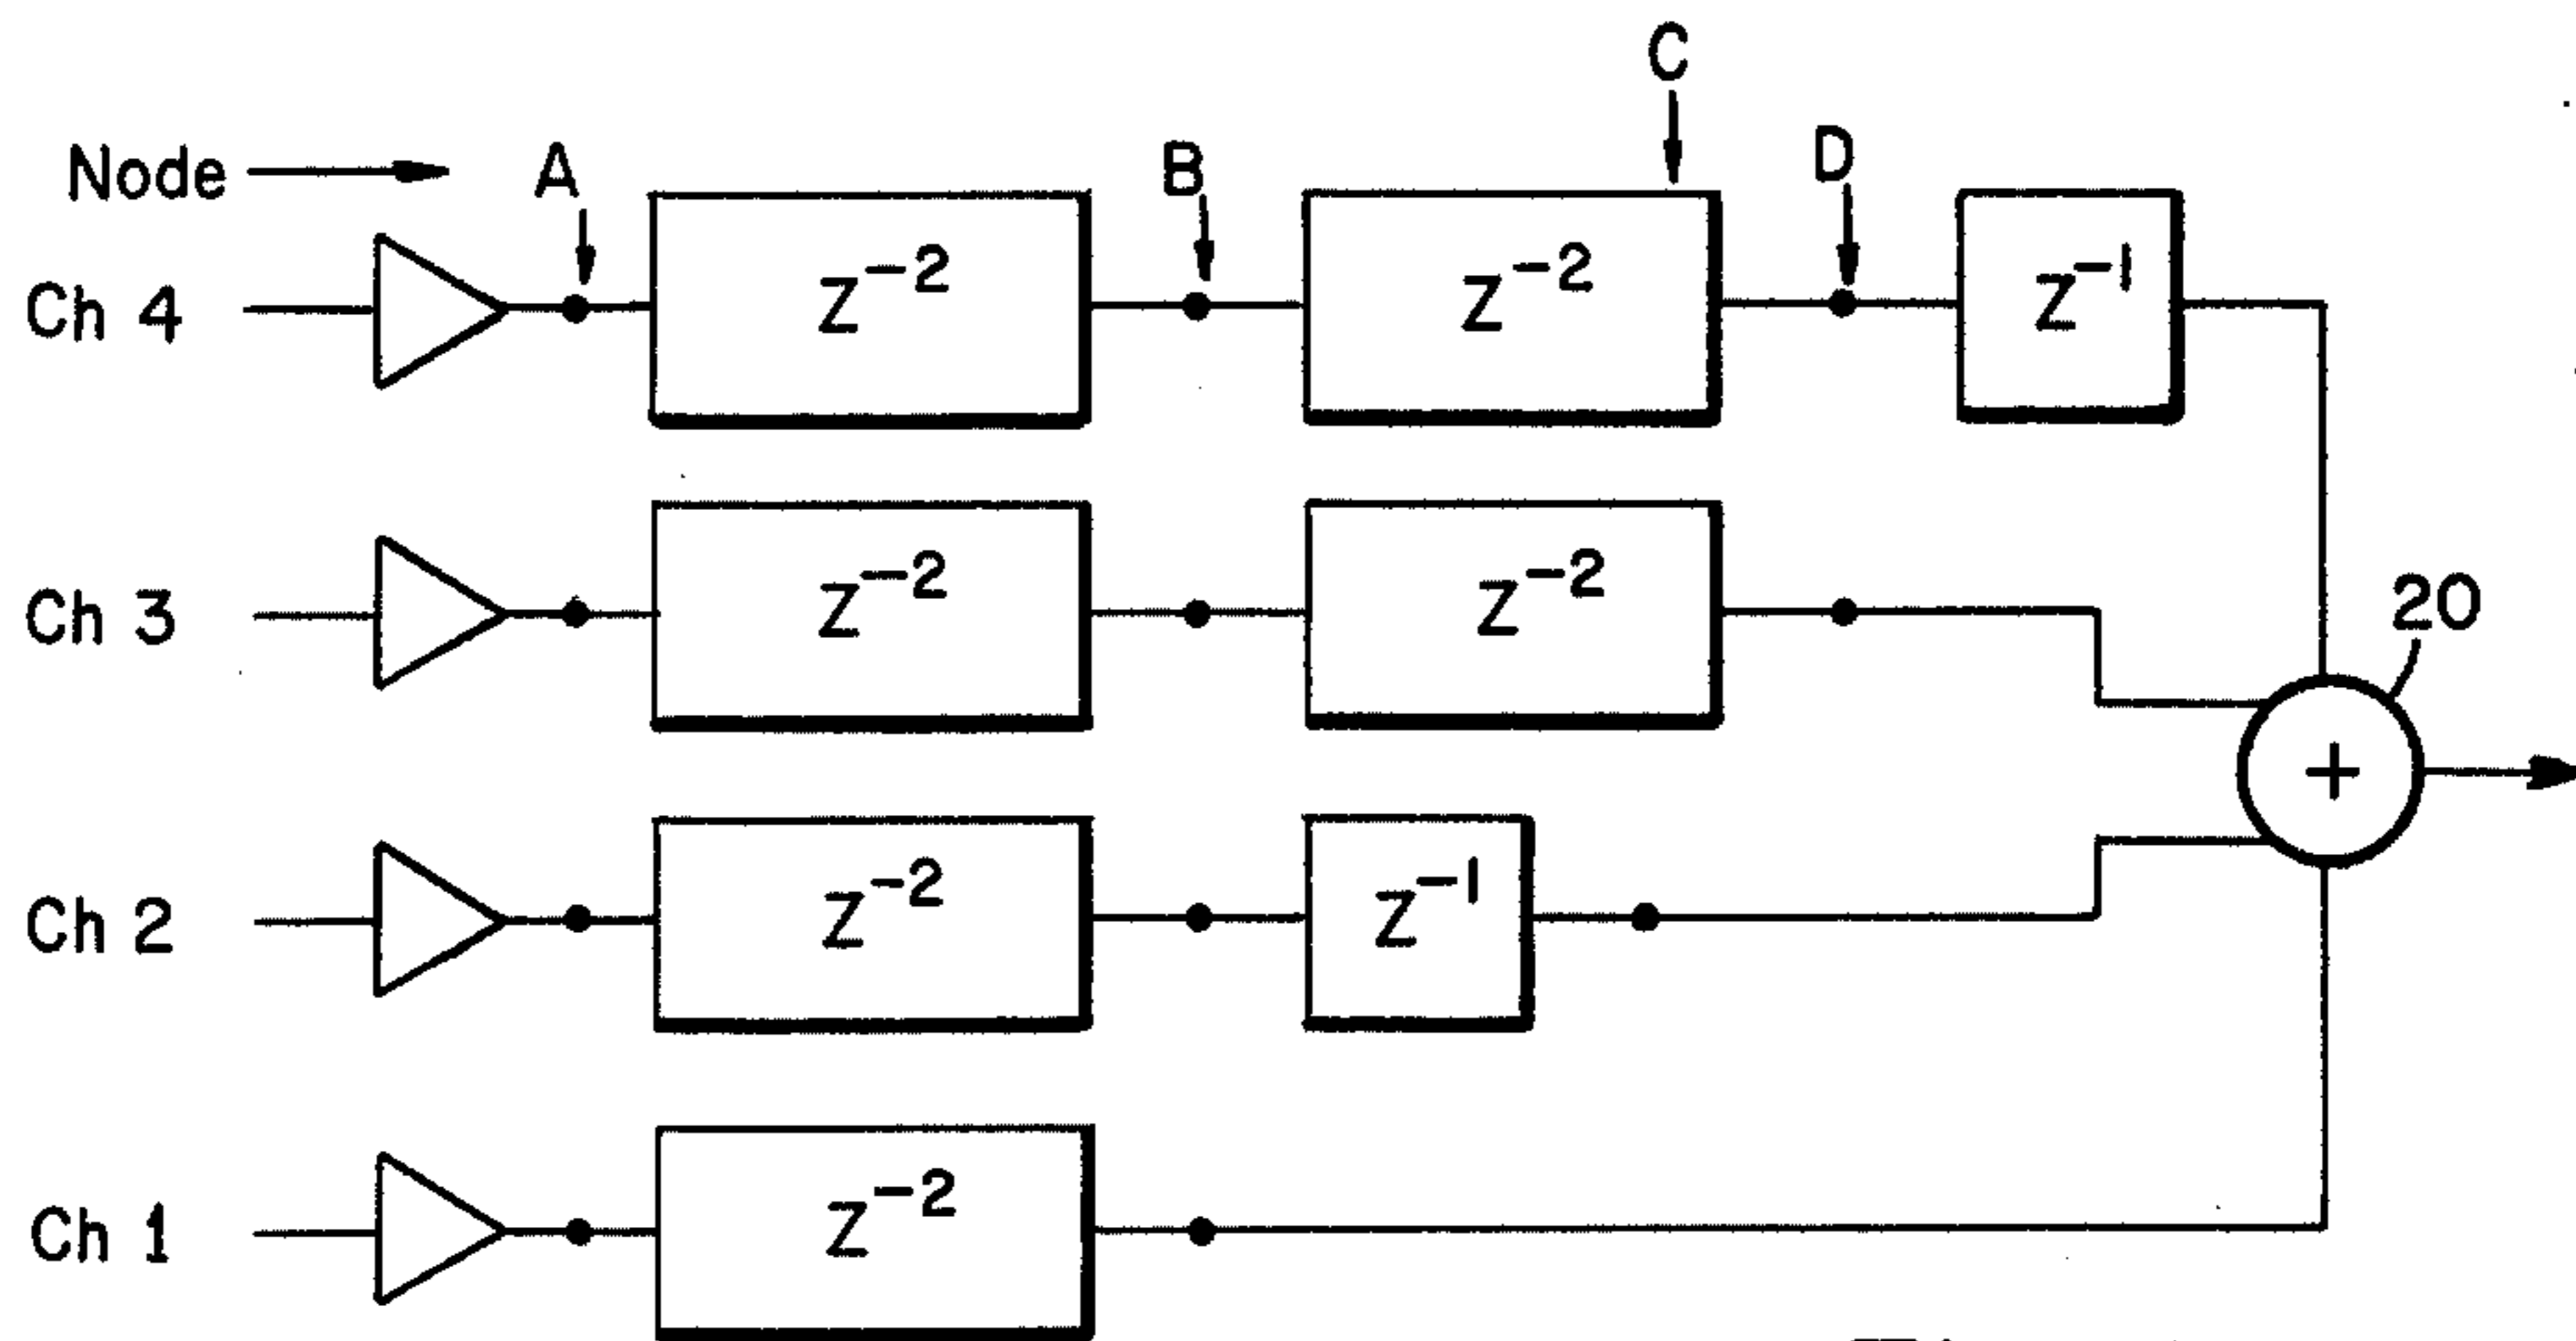 C
Node A B D
Ch 4 Z⁻² Z⁻² Z⁻¹
Ch 3 Z⁻² Z⁻² 20
+
Ch 2 Z⁻² Z⁻¹
Ch 1 Z⁻²